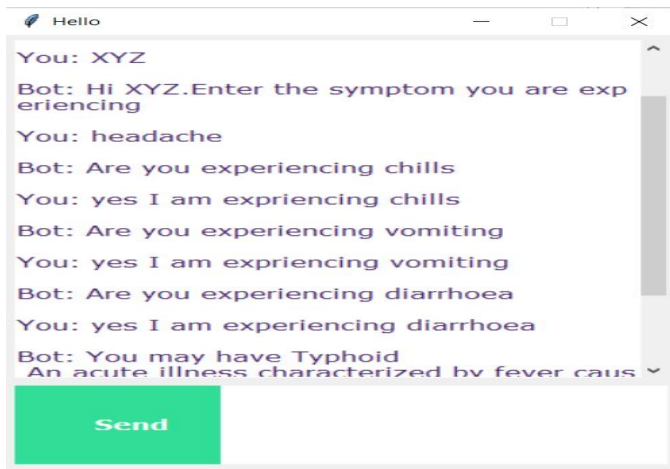 Hello
You: XYZ
Bot: Hi XYZ.Enter the symptom you are exp
eriencing
You: headache
Bot: Are you experiencing chills
You: yes I am expriencing chills
Bot: Are you experiencing vomiting
You: yes I am expriencing vomiting
Bot: Are you experiencing diarrhoea
You: yes I am experiencing diarrhoea
Bot: You may have Typhoid
An acute illness characterized by fever caus
Send